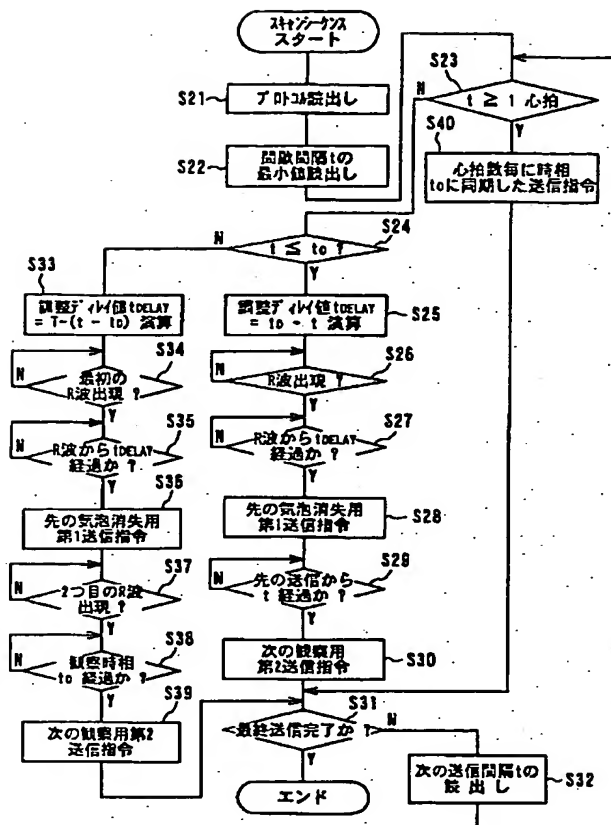 スキャンシーケンス
スタート
S21
プロトコル読出し
S22
間歇間隔tの
最小値読出し
S23
N
t ≧ 1 心拍
Y
S40
心拍数毎に時相
t0に同期した送信指令
S24
N
t ≦ t0 ?
Y
S33
調整ディレイ値tDELAY
= T-(t - t0) 演算
S34
N
最初の
R波出現 ?
Y
S35
N
R波からtDELAY
経過か ?
Y
S36
先の気泡消失用
第1送信指令
S37
N
2つ目のR波
出現 ?
Y
S38
N
観察時相
t0 経過か ?
Y
S39
次の観察用第2
送信指令
調整ディレイ値tDELAY
= t0 - t 演算
S25
S26
N
R波出現 ?
Y
S27
N
R波からtDELAY
経過か ?
Y
先の気泡消失用
第1送信指令
S28
S29
N
先の送信から
t 経過か ?
Y
次の観察用
第2送信指令
S30
S31
最終送信完了か ?
N
Y
エンド
次の送信間隔tの
読出し
S32